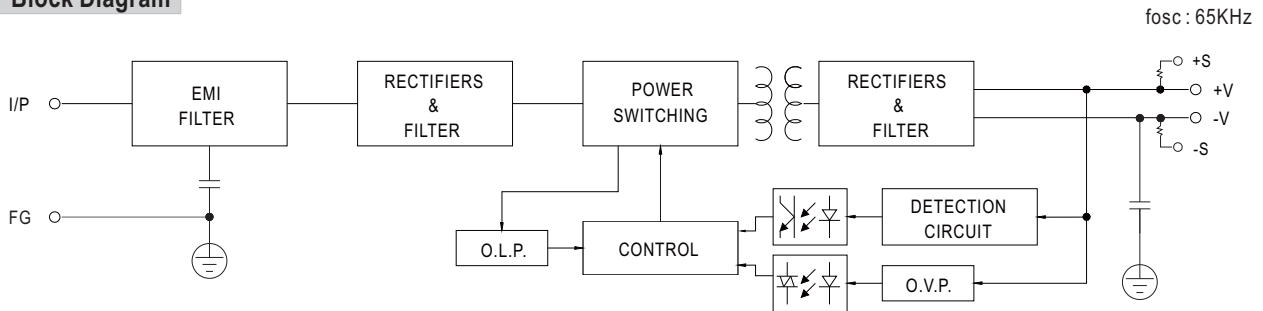 Block Diagram
fosc : 65KHz
I/P
EMI
FILTER
RECTIFIERS
&
FILTER
POWER
SWITCHING
RECTIFIERS
&
FILTER
+S
+V
-V
-S
FG
O.L.P.
CONTROL
DETECTION
CIRCUIT
O.V.P.